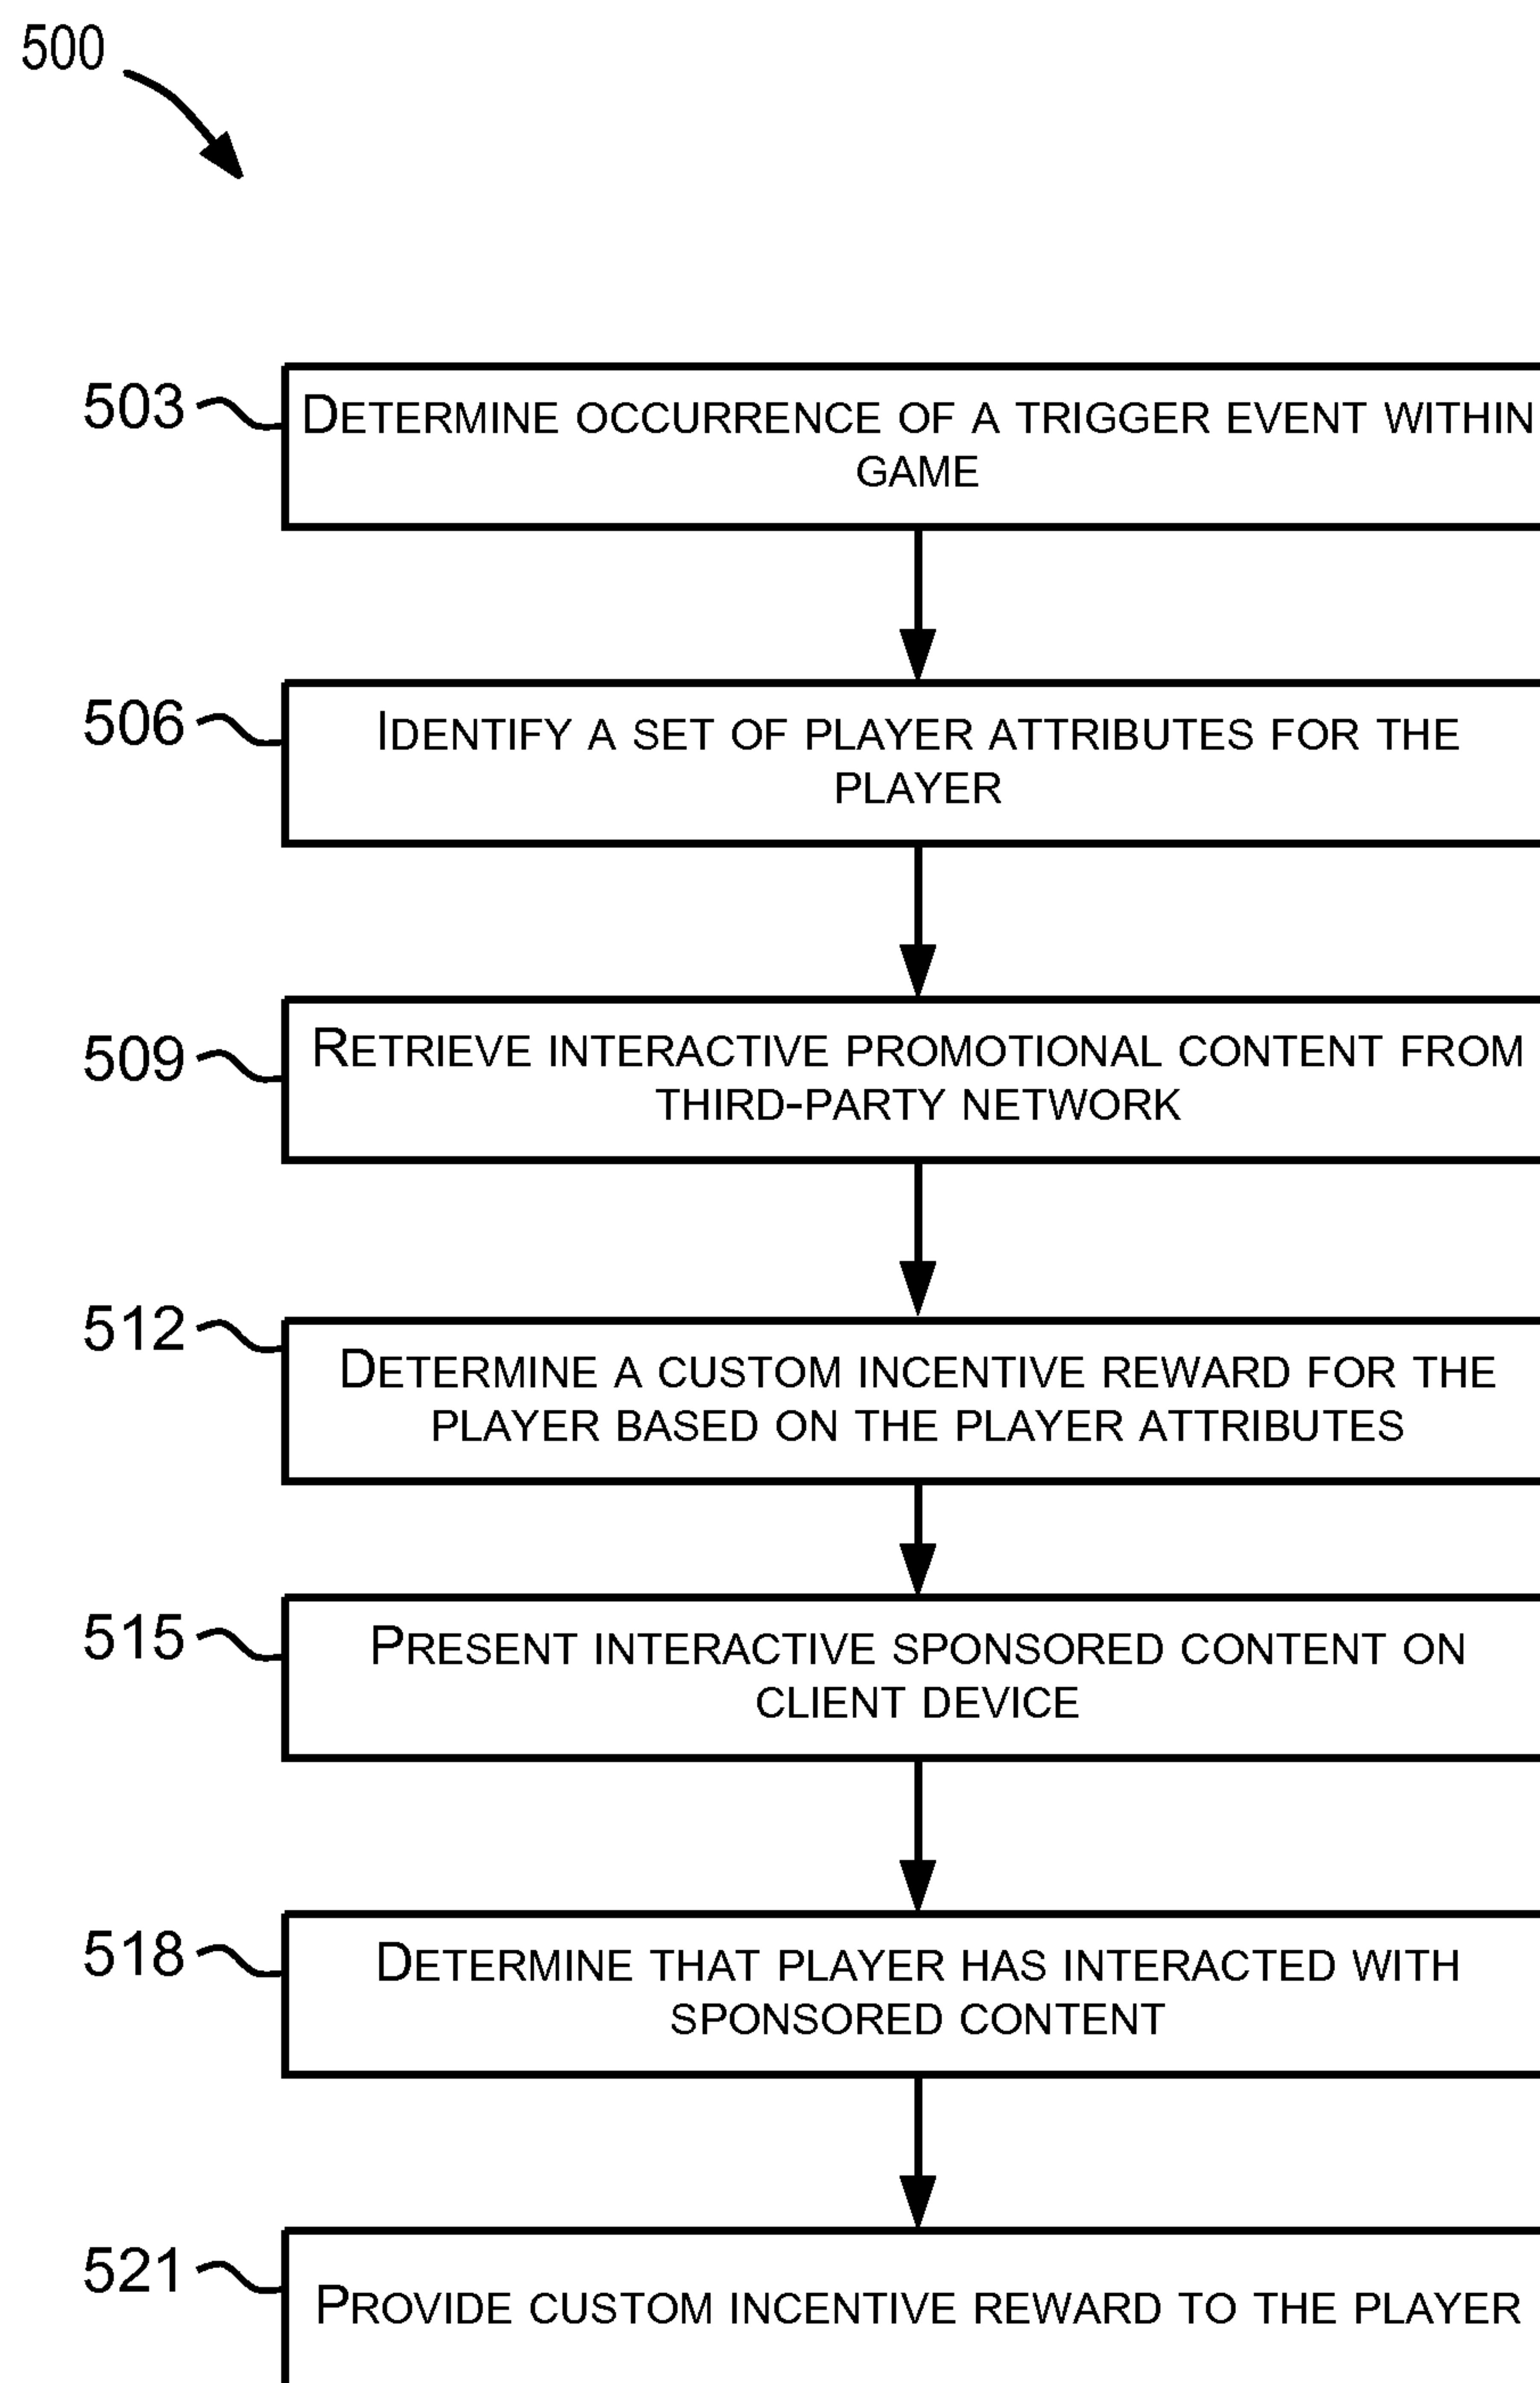 500
503
DETERMINE OCCURRENCE OF A TRIGGER EVENT WITHIN
GAME
506
IDENTIFY A SET OF PLAYER ATTRIBUTES FOR THE
PLAYER
509
RETRIEVE INTERACTIVE PROMOTIONAL CONTENT FROM
THIRD-PARTY NETWORK
512
DETERMINE A CUSTOM INCENTIVE REWARD FOR THE
PLAYER BASED ON THE PLAYER ATTRIBUTES
515
PRESENT INTERACTIVE SPONSORED CONTENT ON
CLIENT DEVICE
518
DETERMINE THAT PLAYER HAS INTERACTED WITH
SPONSORED CONTENT
521
PROVIDE CUSTOM INCENTIVE REWARD TO THE PLAYER